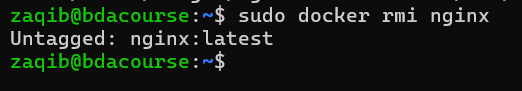 zaqib@bdacourse:~$ sudo docker rmi nginx
Untagged: nginx:latest
zaqib@bdacourse:~$